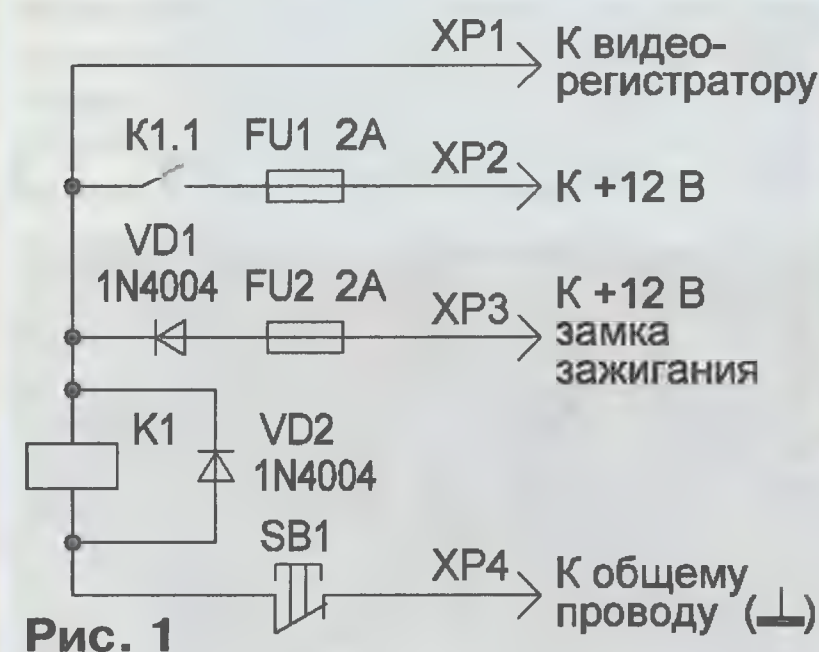 XP1
К видео-
регистратору
K1.1
FU1 2A
XP2
К +12 В
VD1
1N4004
FU2 2A
XP3
К +12 В
замка
зажигания
K1
VD2
1N4004
SB1
XP4
К общему
проводу (⊥)
Рис. 1